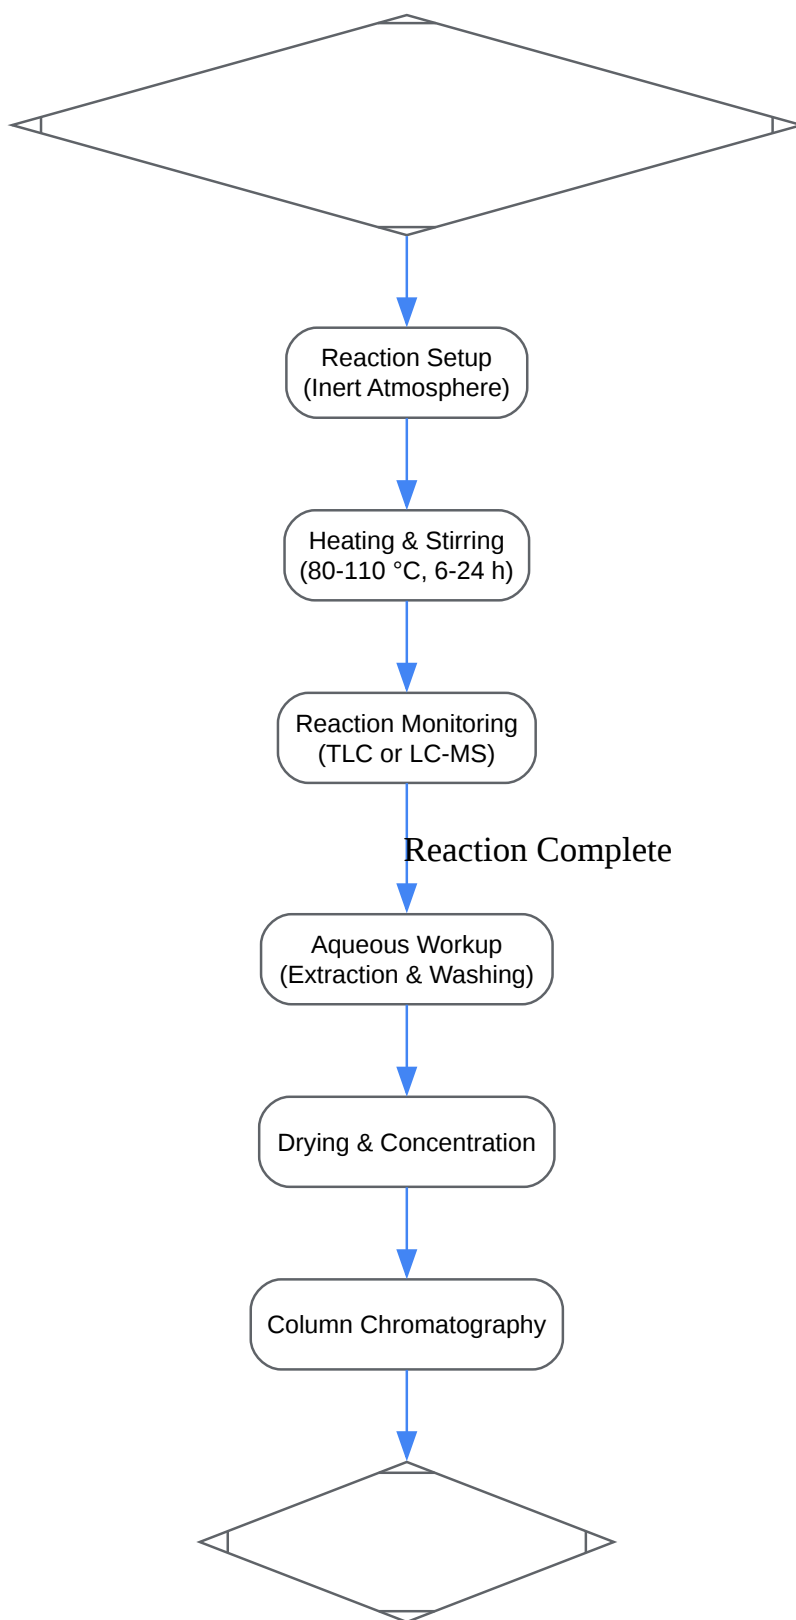 Reaction Setup
(Inert Atmosphere)
Heating & Stirring
(80-110 °C, 6-24 h)
Reaction Monitoring
(TLC or LC-MS)
Reaction Complete
Aqueous Workup
(Extraction & Washing)
Drying & Concentration
Column Chromatography